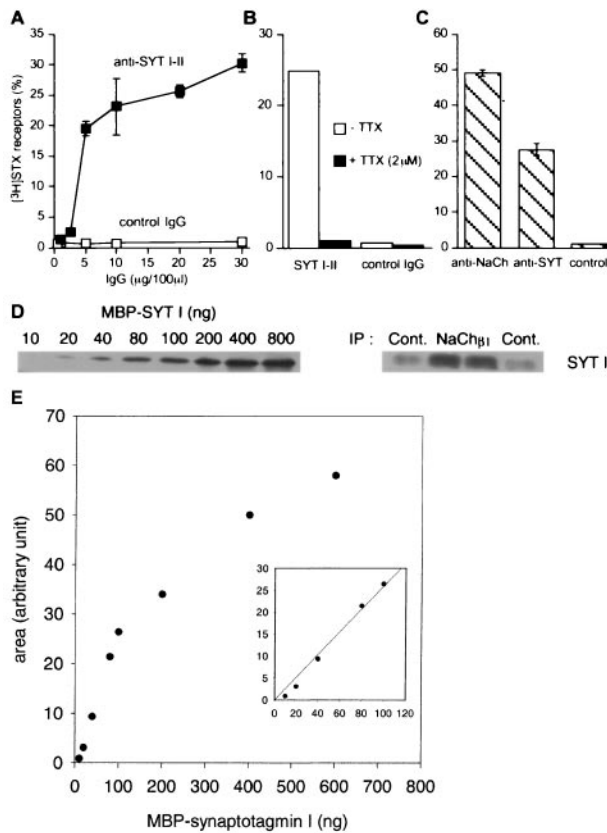 A
[³H]STX receptors (%)
35
30
25
20
15
10
5
0
anti-SYT I-II
control IgG
0 5 10 15 20 25 30
IgG (µg/100µl)
B
30
20
10
0
- TTX
+ TTX (2µM)
SYT I-II control IgG
C
60
50
40
30
20
10
0
anti-NaCh anti-SYT control
D
MBP-SYT I (ng)
10 20 40 80 100 200 400 800
IP : Cont. NaChβ1 Cont.
SYT I
E
area (arbitrary unit)
70
60
50
40
30
20
10
0
0 100 200 300 400 500 600 700 800
MBP-synaptotagmin I (ng)
30
25
20
15
10
5
0
0 20 40 60 80 100 120